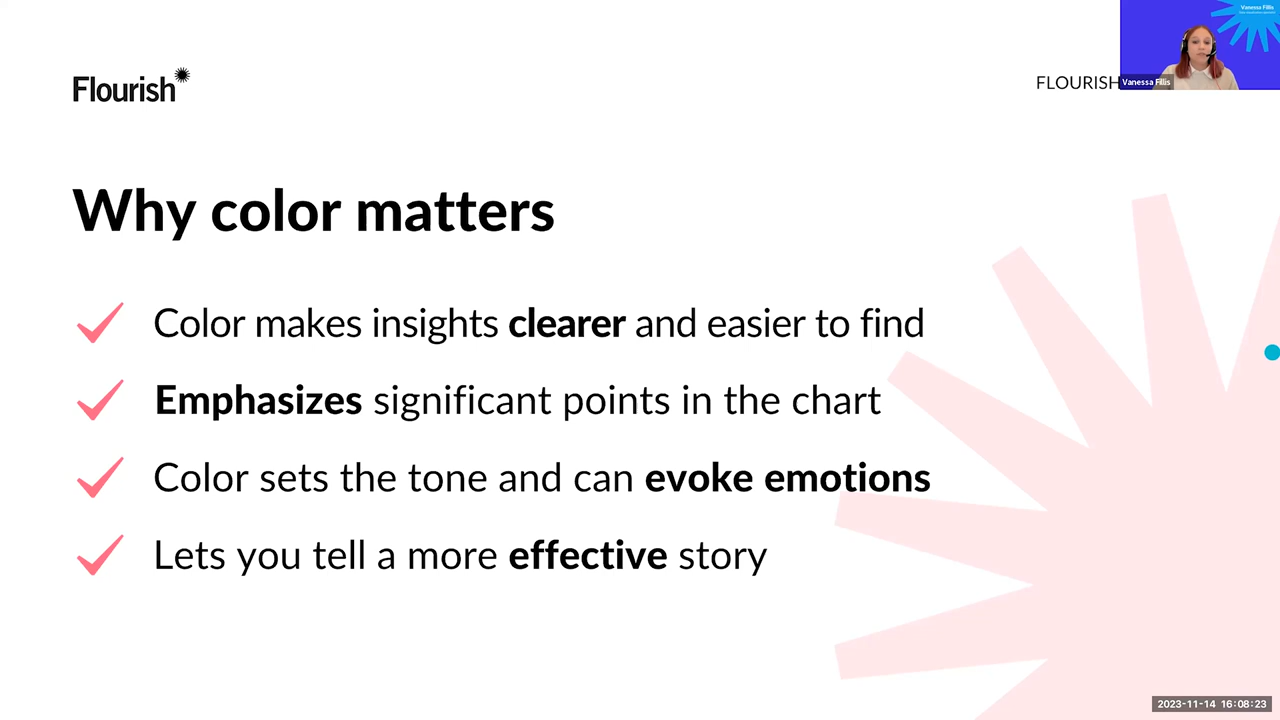 Flourish
FLOURISH
Vanessa Fillis
Vanessa Fillis
Why color matters
Color makes insights clearer and easier to find
Emphasizes significant points in the chart
Color sets the tone and can evoke emotions
Lets you tell a more effective story
2023-11-14 16:08:23